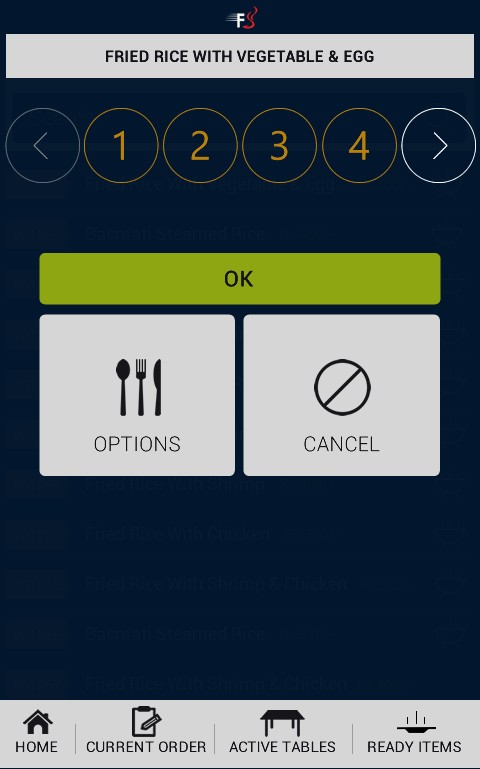 FS
FRIED RICE WITH VEGETABLE & EGG
1 2 3 4
Fried Rice With Vegetable & Egg
Basmati Steamed Rice
OK
OPTIONS CANCEL
Fried Rice With Shrimp
Fried Rice With Chicken
Fried Rice With Shrimp & Chicken
Basmati Steamed Rice
Fried Rice With Shrimp & Chicken
HOME CURRENT ORDER ACTIVE TABLES READY ITEMS